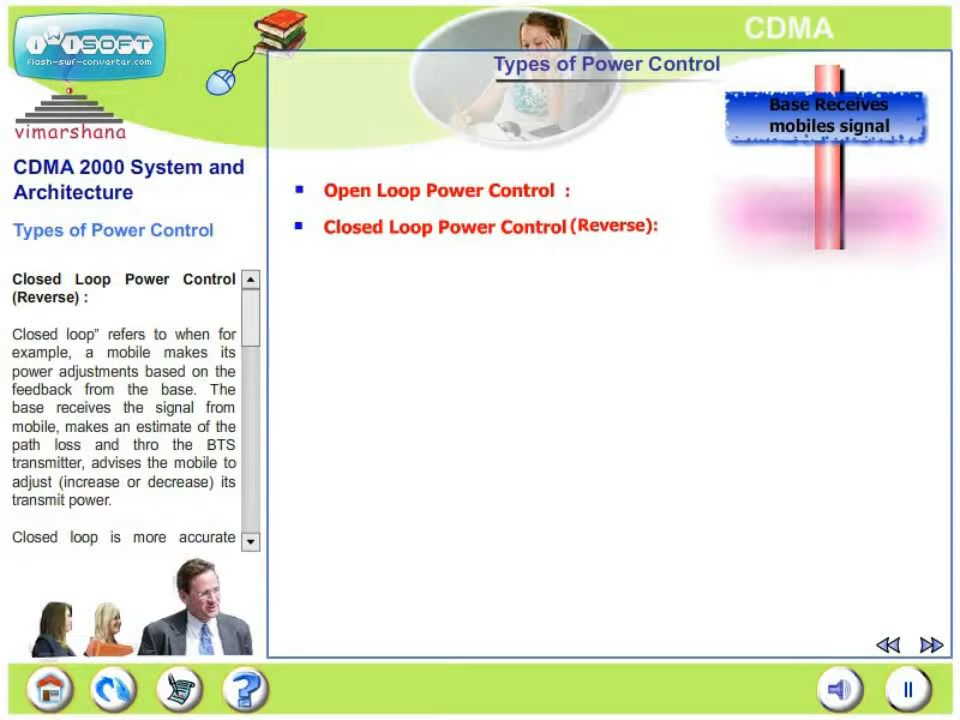 iWiSOFT
flash-swf-converter.com
vimarshana
CDMA
Types of Power Control
Base Receives
mobiles signal
CDMA 2000 System and
Architecture
Types of Power Control
Closed Loop Power Control
(Reverse) :
Closed loop” refers to when for
example, a mobile makes its
power adjustments based on the
feedback from the base. The
base receives the signal from
mobile, makes an estimate of the
path loss and thro the BTS
transmitter, advises the mobile to
adjust (increase or decrease) its
transmit power.
Closed loop is more accurate
Open Loop Power Control :
Closed Loop Power Control (Reverse):